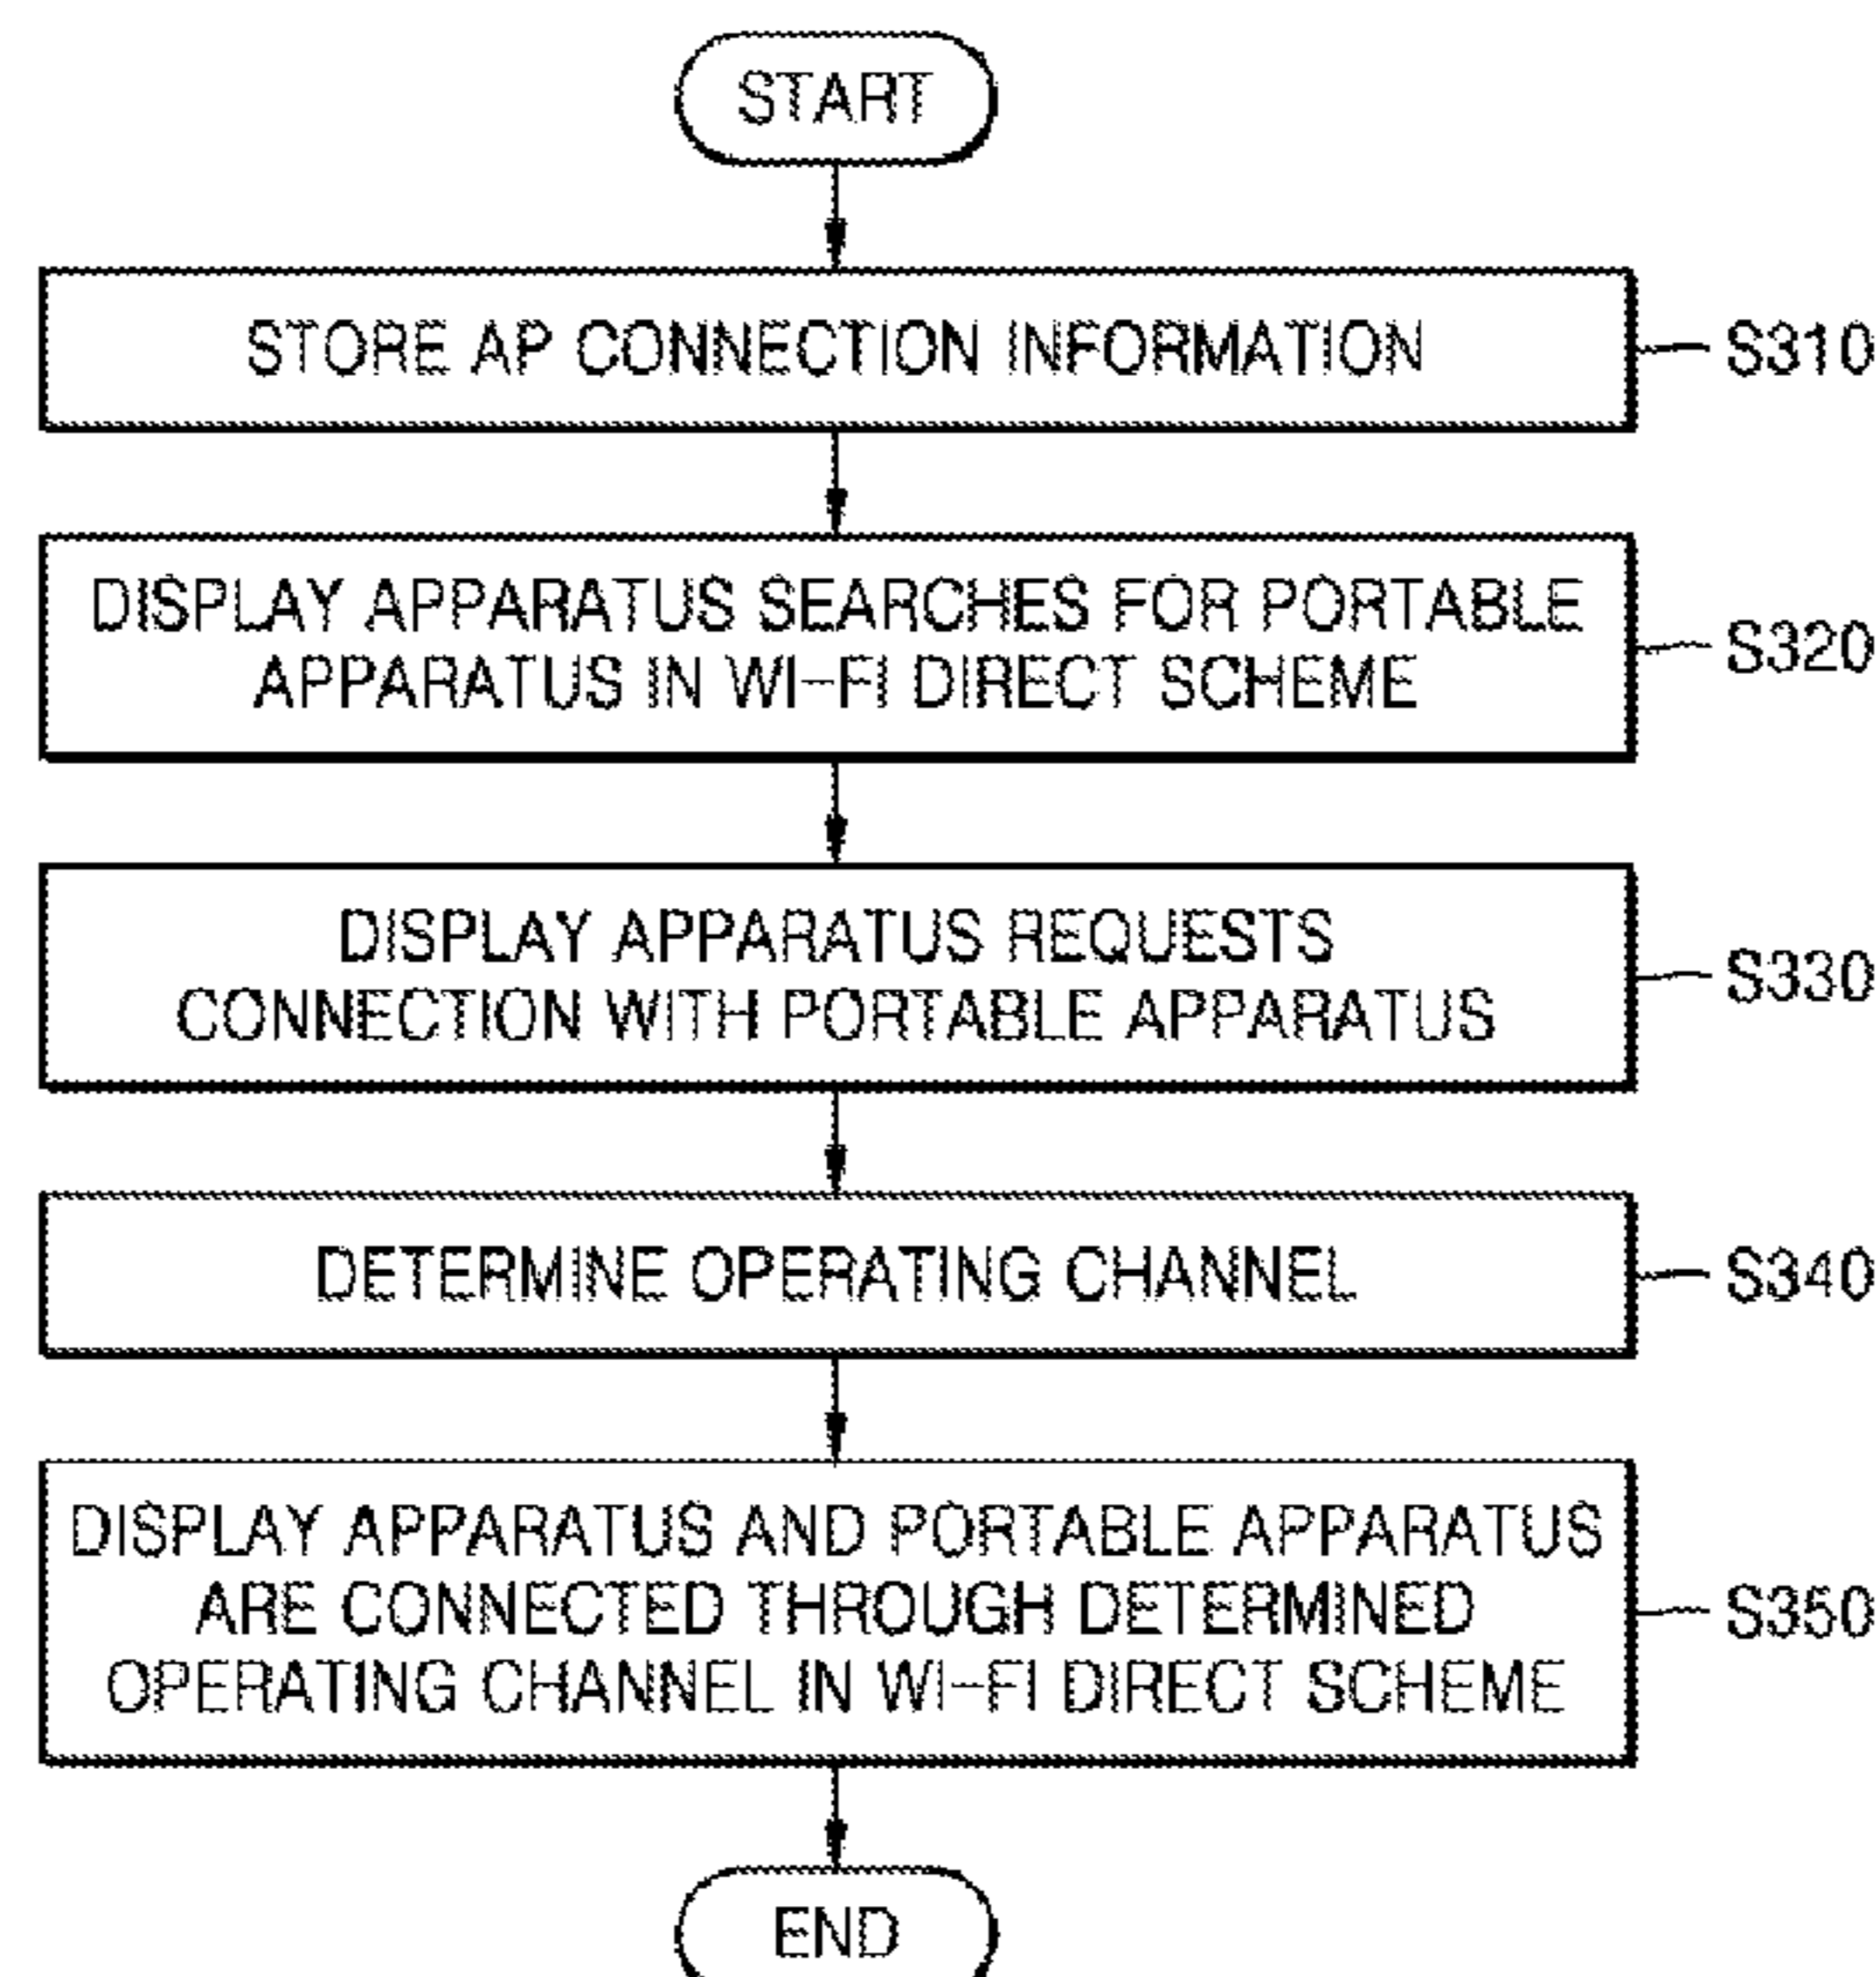 START
STORE AP CONNECTION INFORMATION
S310
DISPLAY APPARATUS SEARCHES FOR PORTABLE
APPARATUS IN WI-FI DIRECT SCHEME
S320
DISPLAY APPARATUS REQUESTS
CONNECTION WITH PORTABLE APPARATUS
S330
DETERMINE OPERATING CHANNEL
S340
DISPLAY APPARATUS AND PORTABLE APPARATUS
ARE CONNECTED THROUGH DETERMINED
OPERATING CHANNEL IN WI-FI DIRECT SCHEME
S350
END